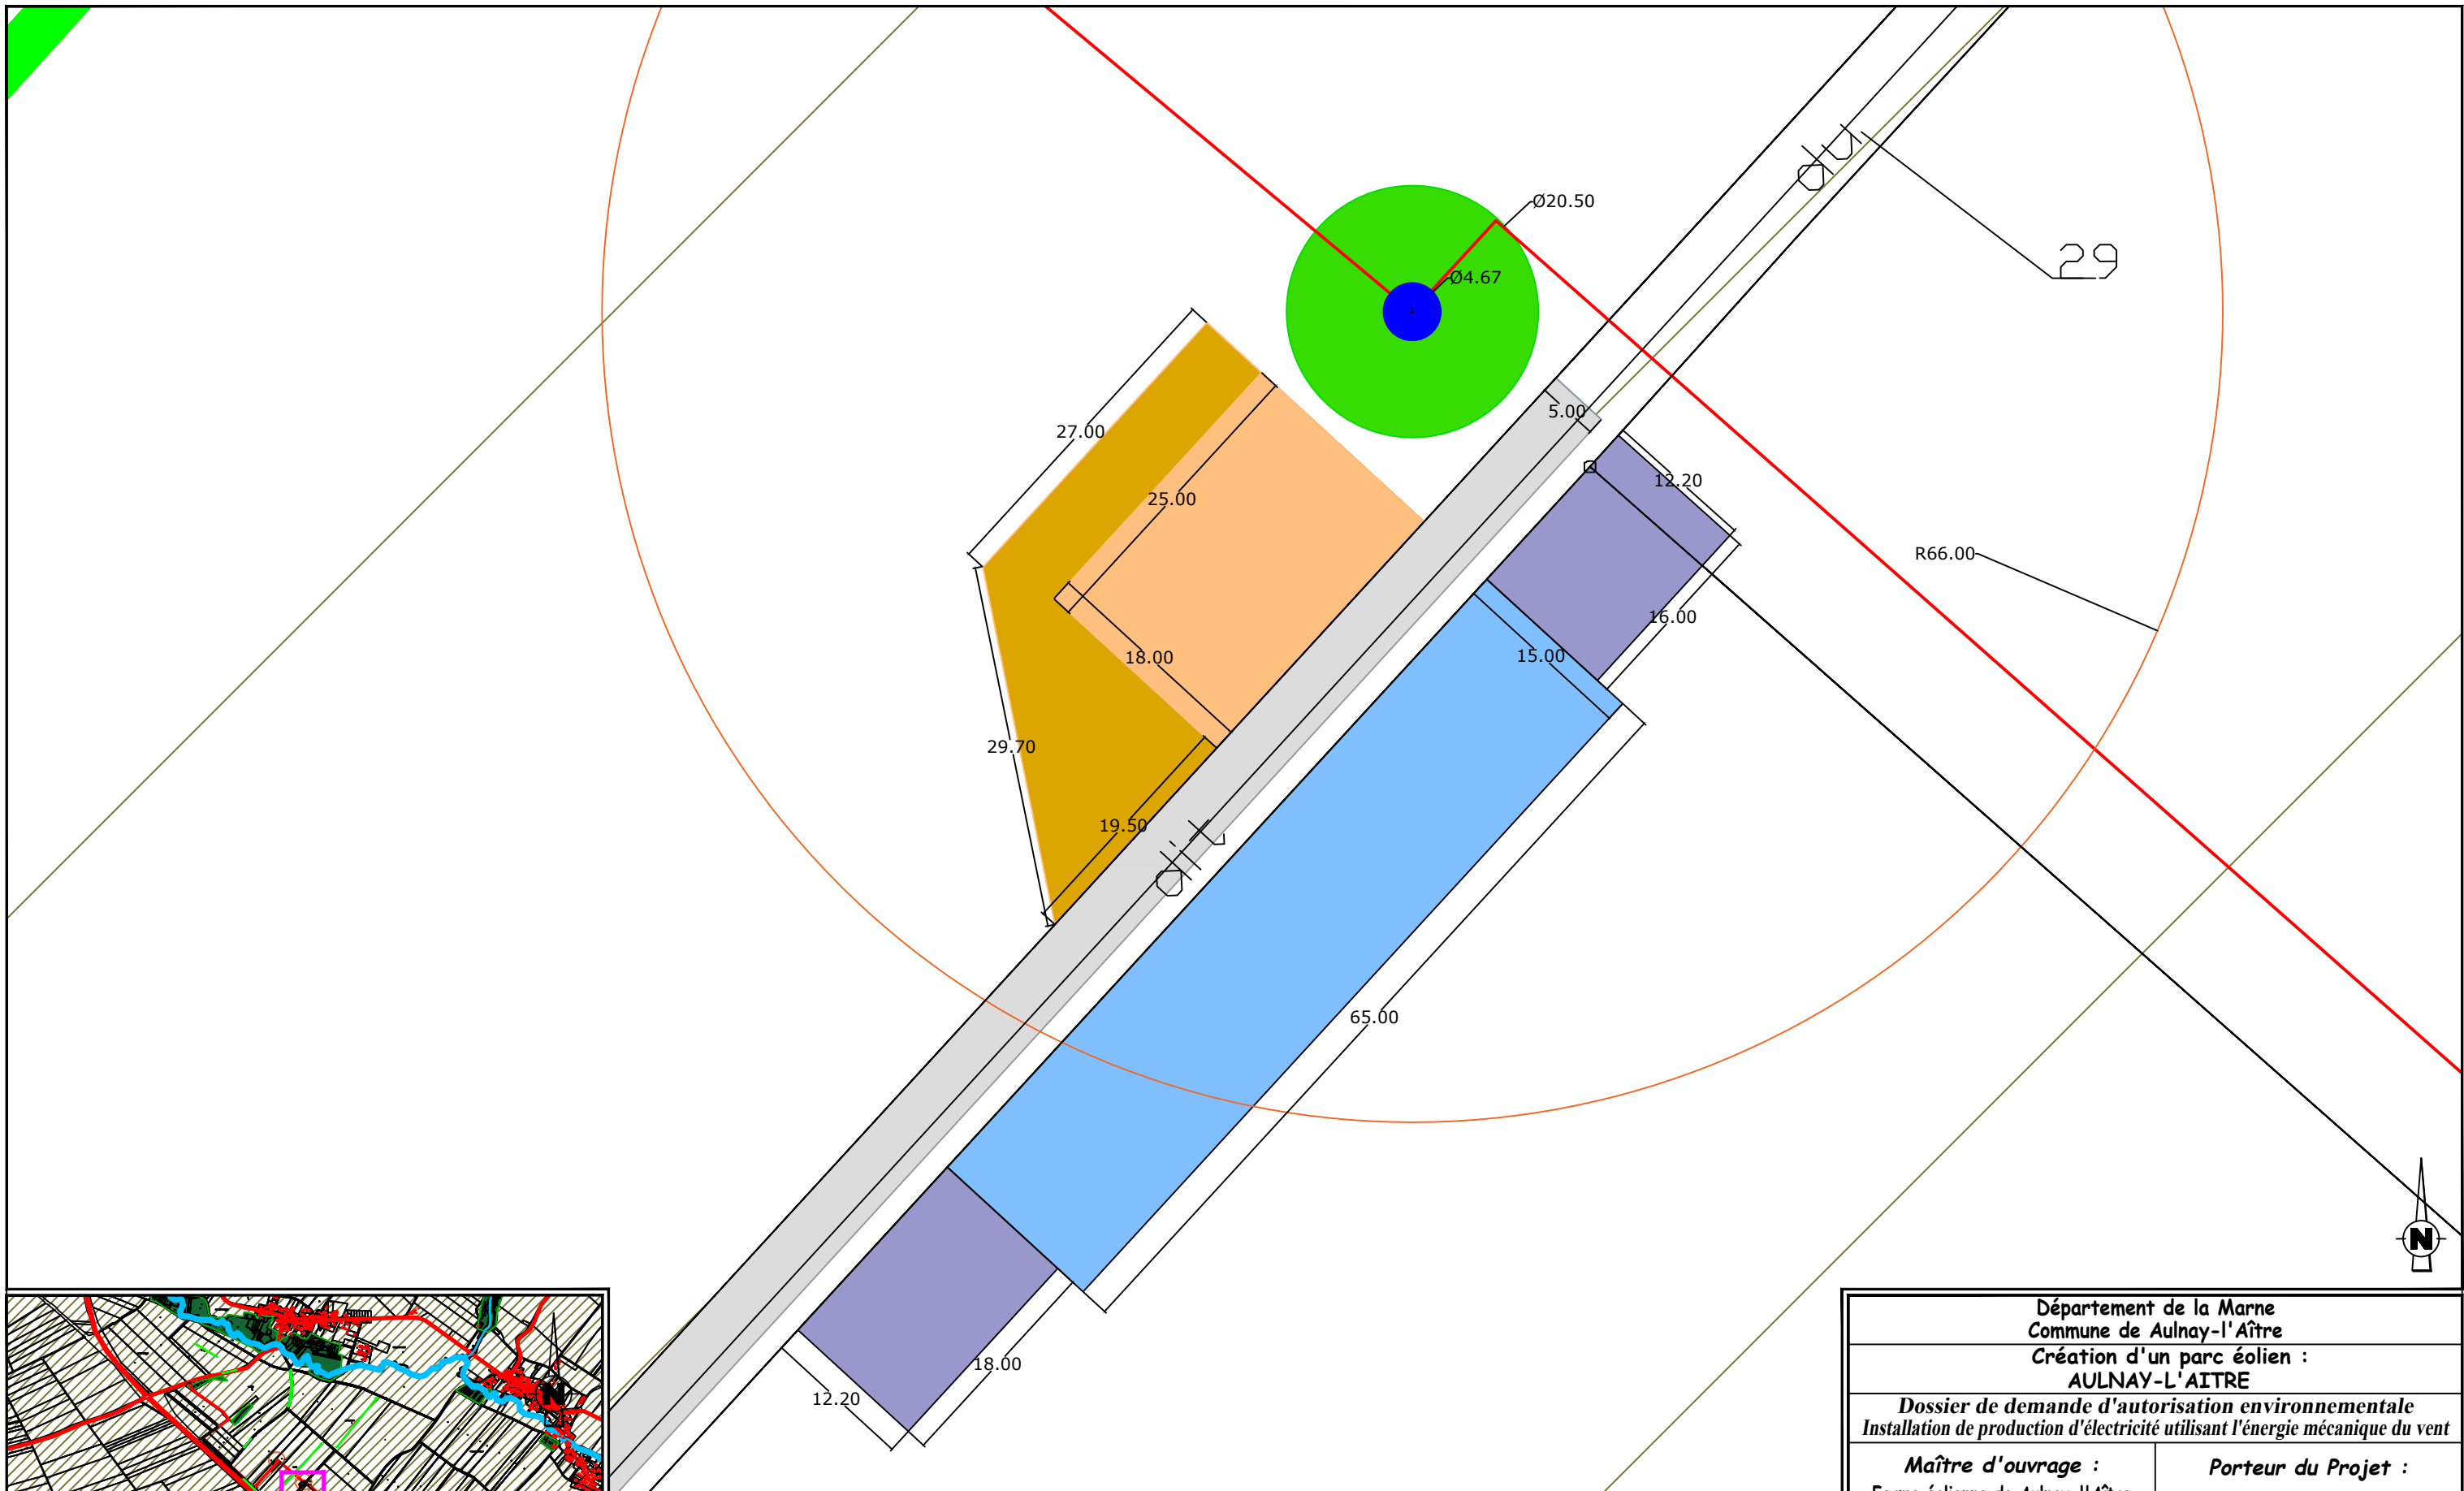 Ø20.50
Ø4.67
29
5.00
27.00
12.20
25.00
R66.00
16.00
15.00
18.00
29.70
19.50
65.00
18.00
12.20
N
N
Département de la Marne
Commune de Aulnay-l'Aître
Création d'un parc éolien :
AULNAY-L'AITRE
Dossier de demande d'autorisation environnementale
Installation de production d'électricité utilisant l'énergie mécanique du vent
Maître d'ouvrage :
Porteur du Projet :